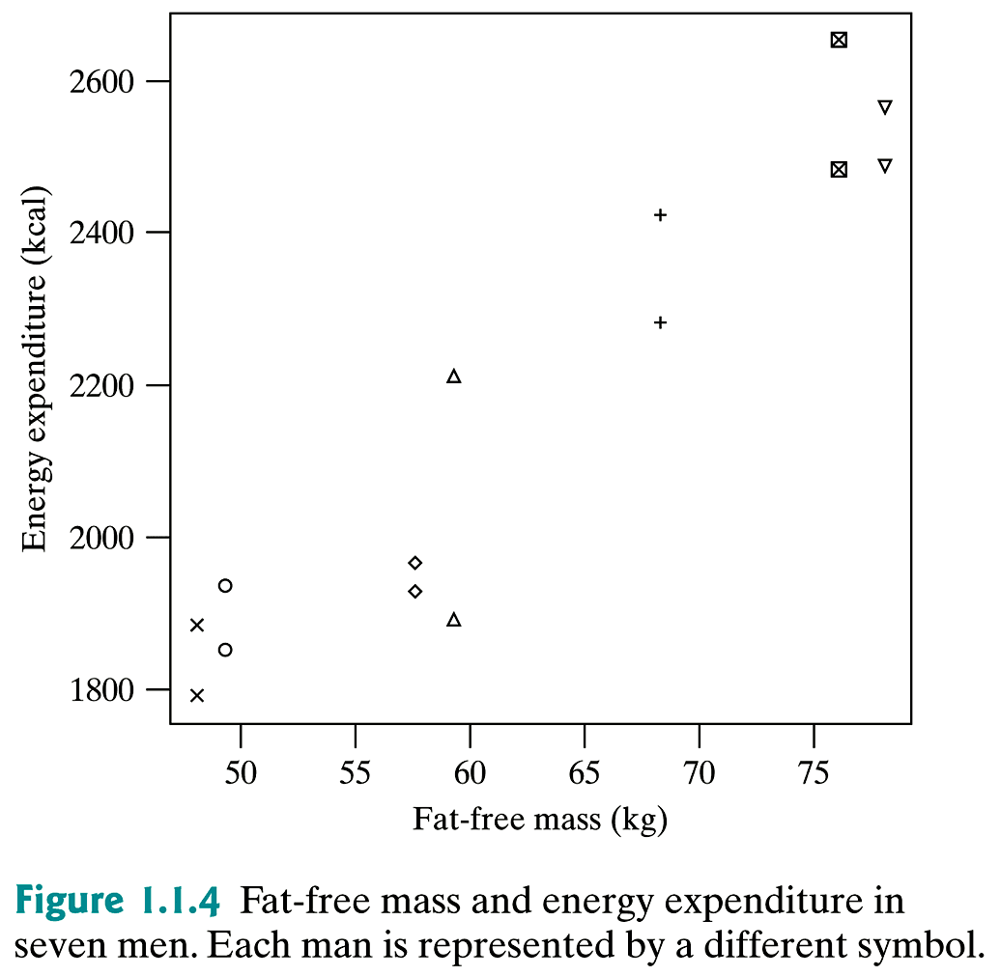 2600
2400
2200
2000
1800
Energy expenditure (kcal)
50 55 60 65 70 75
Fat-free mass (kg)
Figure 1.1.4 Fat-free mass and energy expenditure in
seven men. Each man is represented by a different symbol.